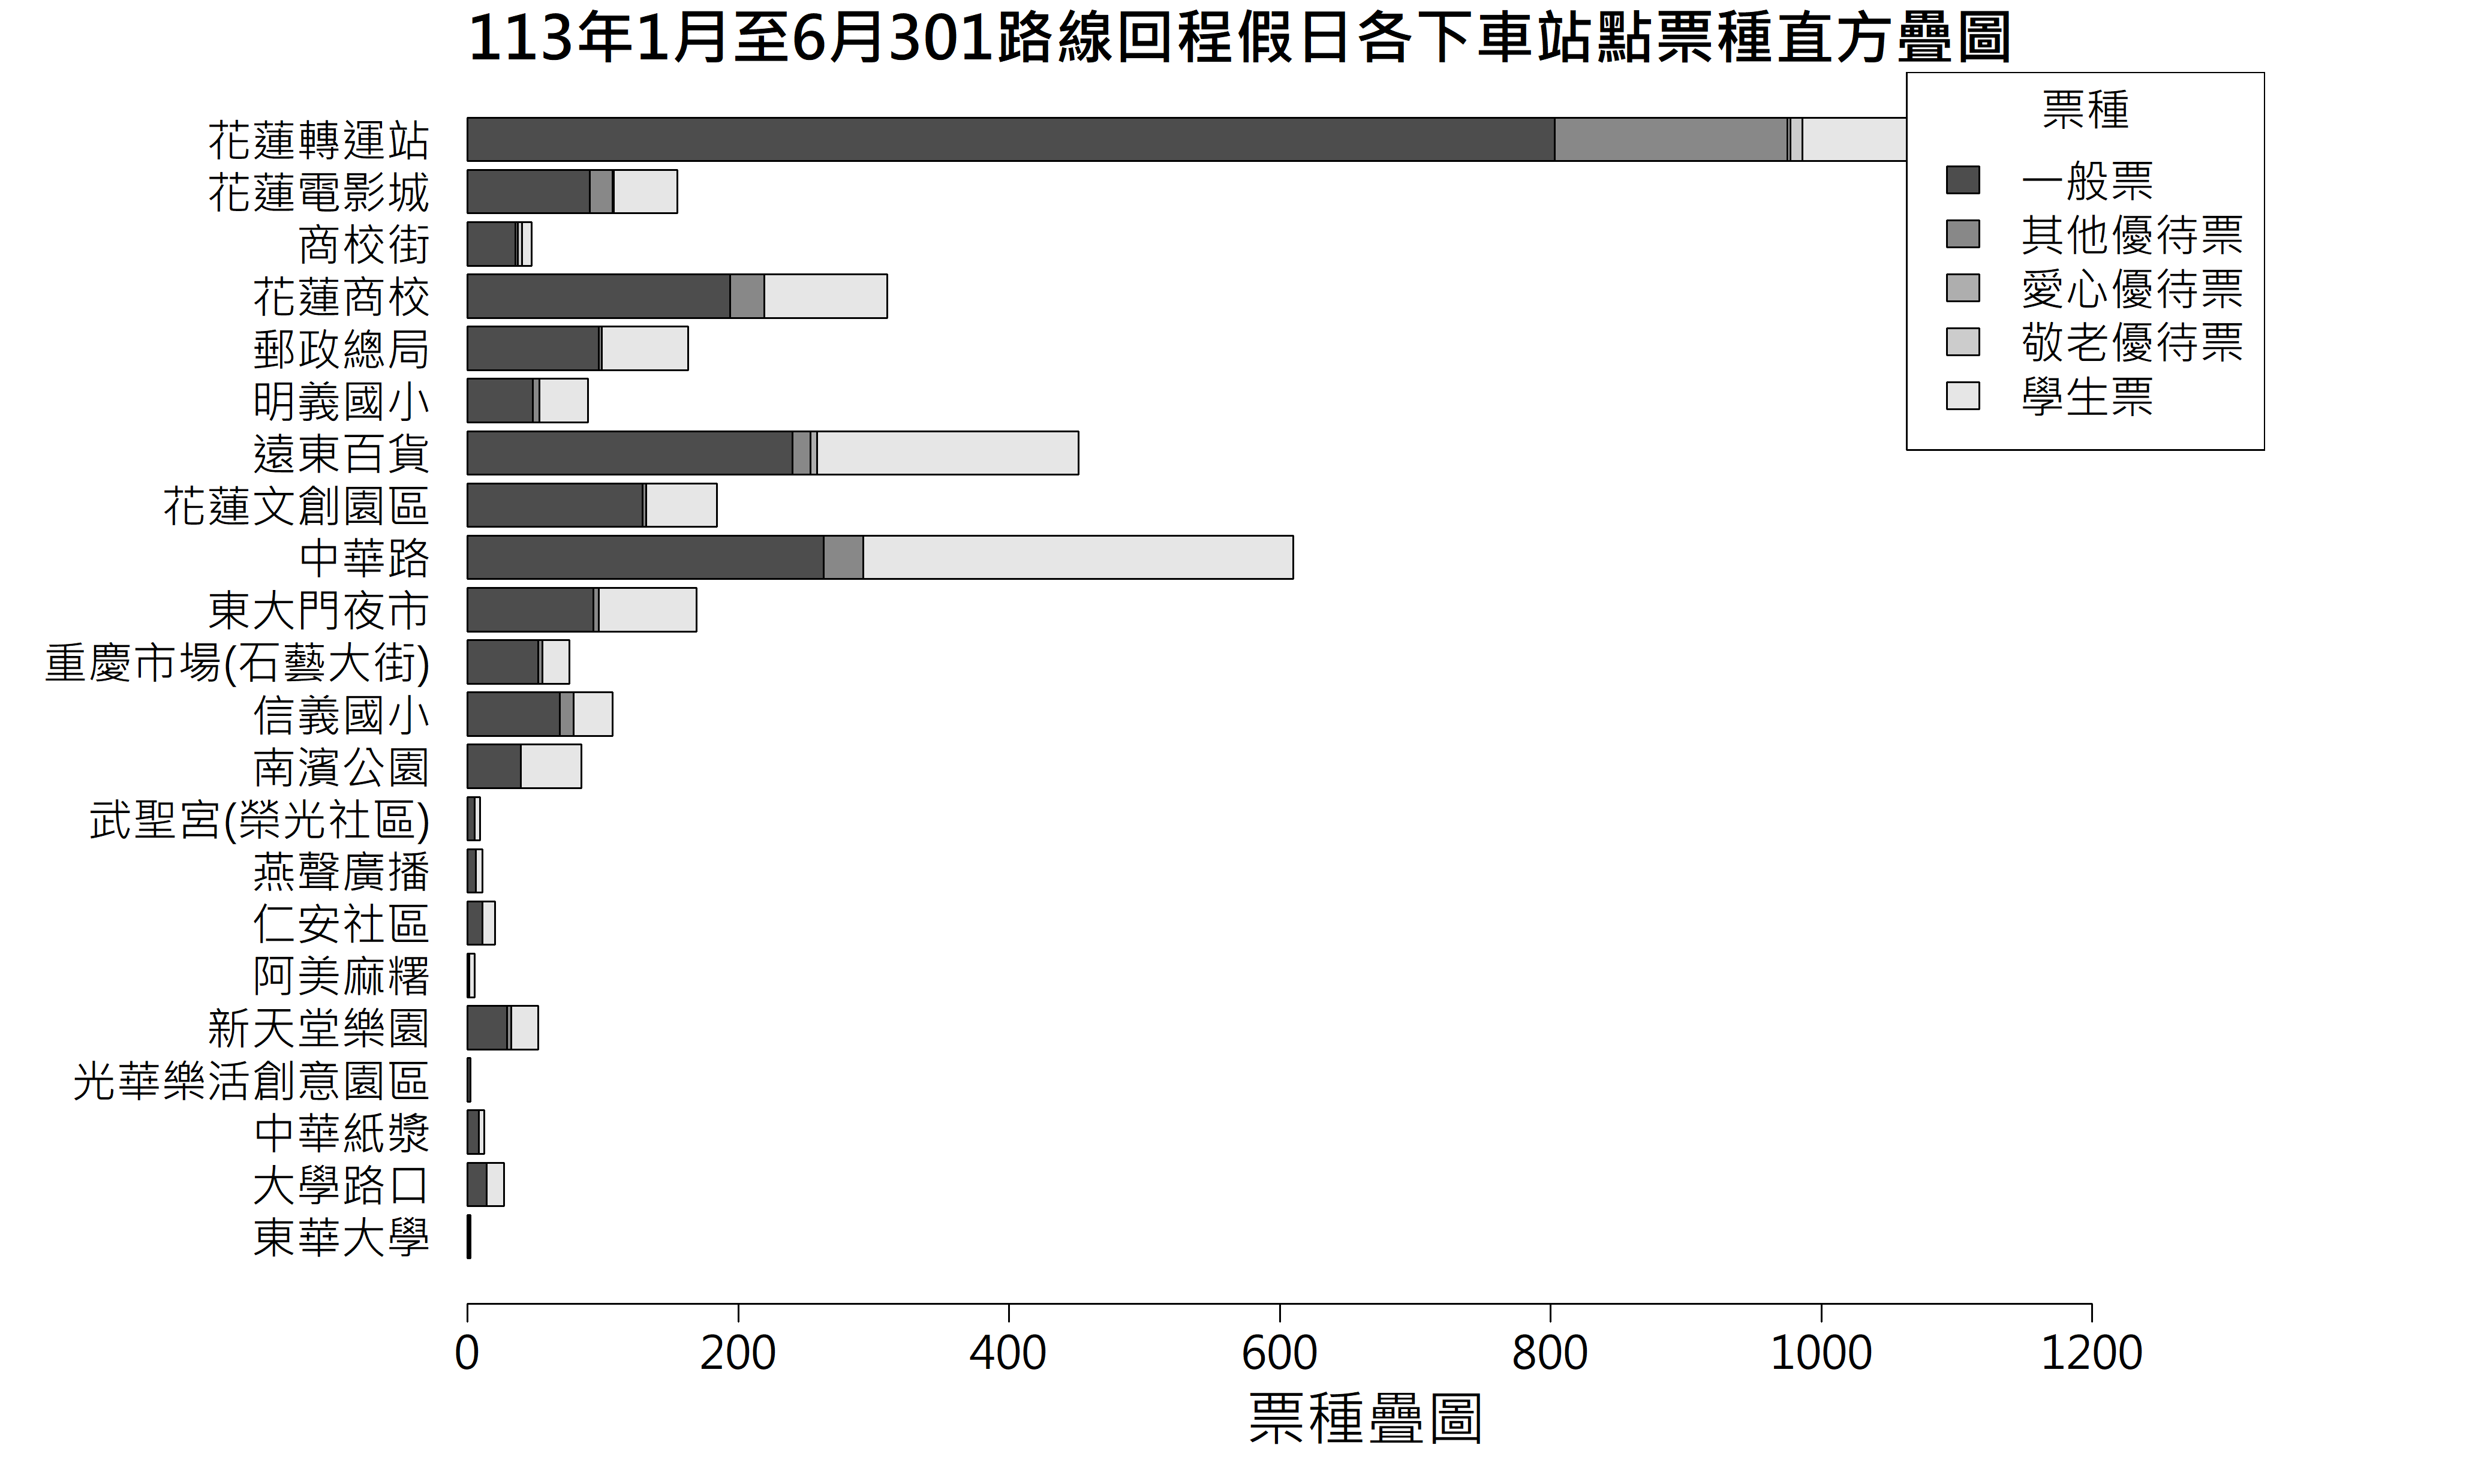 113年1月至6月301路線回程假日各下車站點票種直方疊圖
票種
一般票
其他優待票
愛心優待票
敬老優待票
學生票
花蓮轉運站
花蓮電影城
商校街
花蓮商校
郵政總局
明義國小
遠東百貨
花蓮文創園區
中華路
東大門夜市
重慶市場(石藝大街)
信義國小
南濱公園
武聖宮(榮光社區)
燕聲廣播
仁安社區
阿美麻糬
新天堂樂園
光華樂活創意園區
中華紙漿
大學路口
東華大學
0 200 400 600 800 1000 1200
票種疊圖